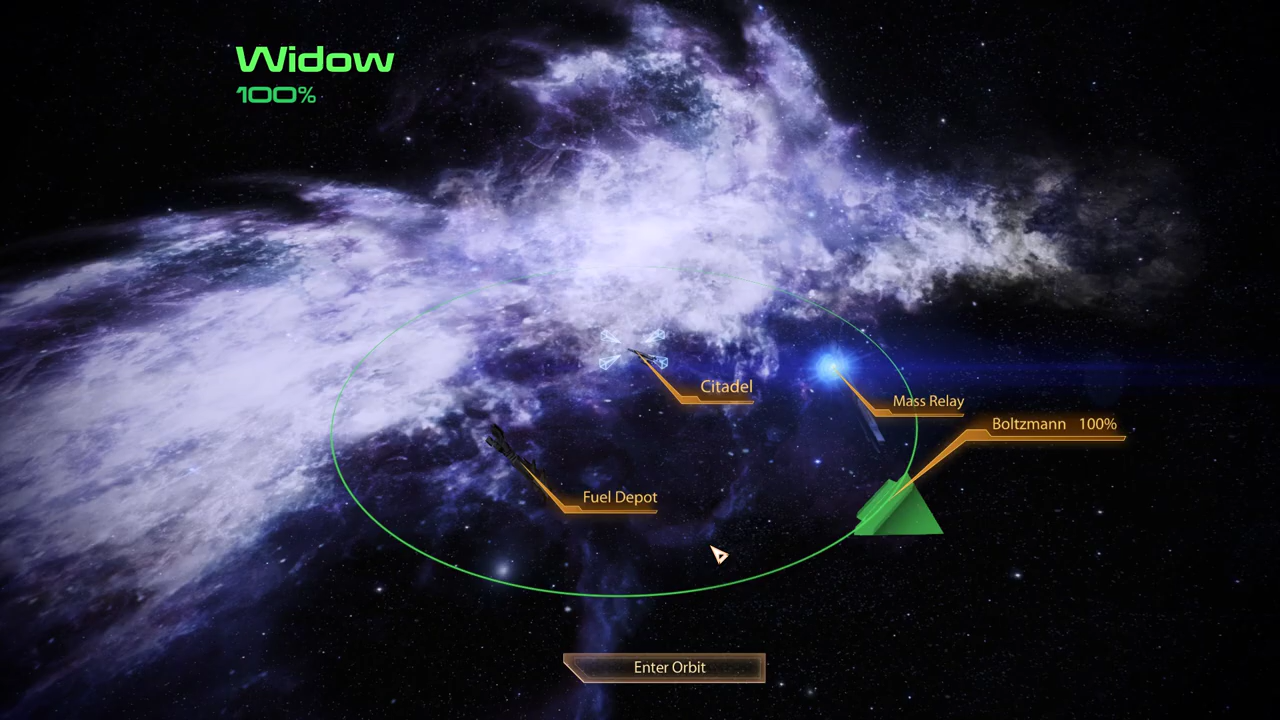 Widow
100%
Citadel
Mass Relay
Boltzmann 100%
Fuel Depot
Enter Orbit